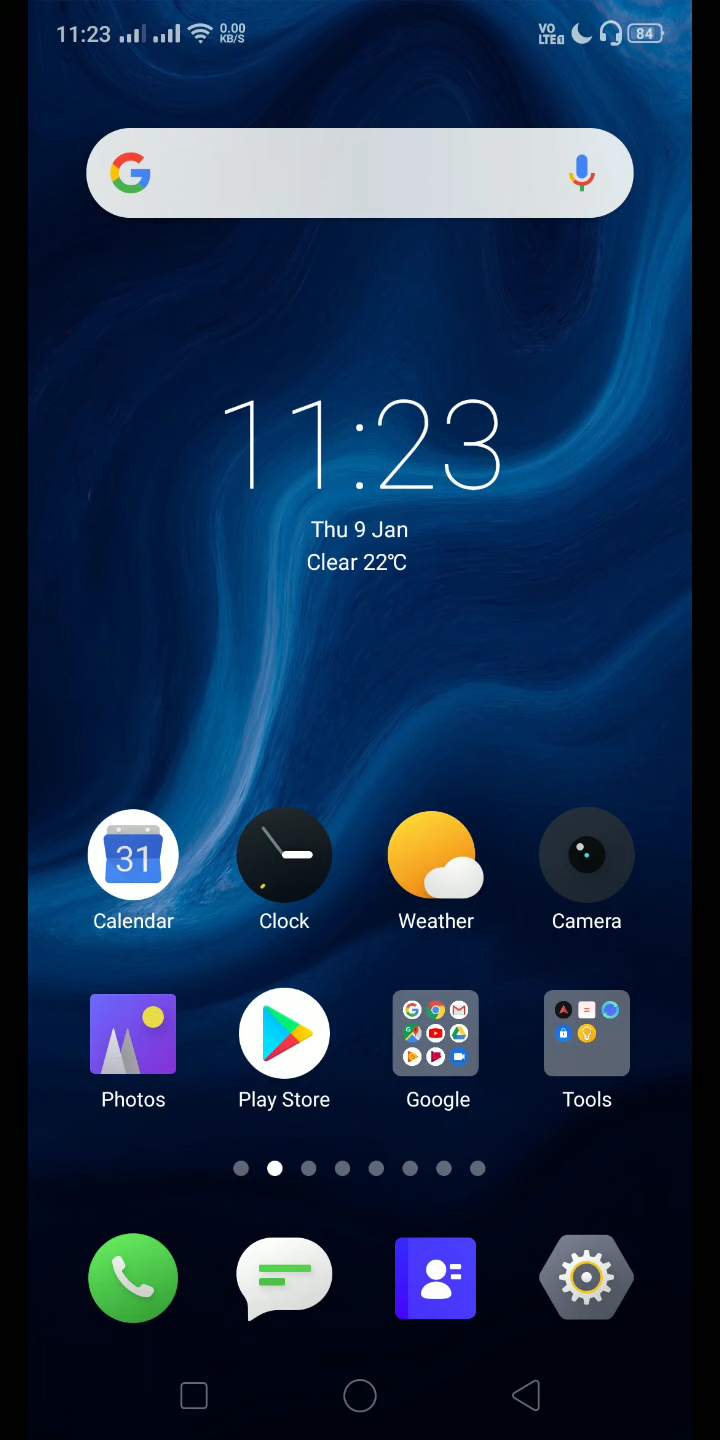 11:23 0.00 KB/S VO LTE 84
11:23
Thu 9 Jan
Clear 22℃
31
Calendar Clock Weather Camera
Photos Play Store Google Tools